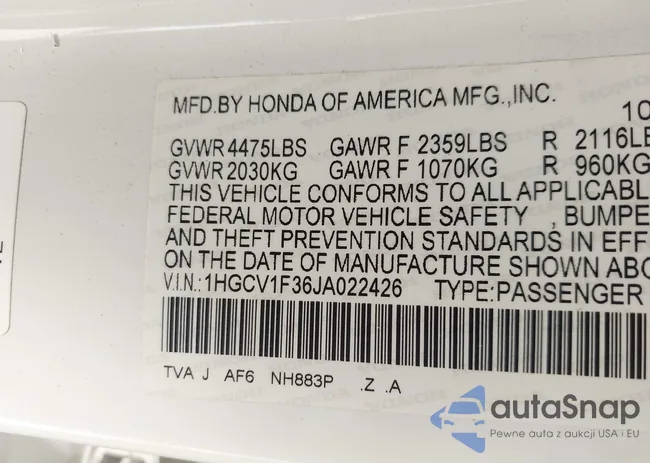 MFD.BY HONDA OF AMERICA MFG.,INC. 10
GVWR 4475LBS GAWR F 2359LBS R 2116LB
GVWR 2030KG GAWR F 1070KG R 960KG
THIS VEHICLE CONFORMS TO ALL APPLICABL
FEDERAL MOTOR VEHICLE SAFETY , BUMPE
AND THEFT PREVENTION STANDARDS IN EFF
ON THE DATE OF MANUFACTURE SHOWN ABO
V.I.N.:1HGCV1F36JA022426 TYPE:PASSENGER
TVA J AF6 NH883P .Z .A
autaSnap
Pewne auta z aukcji USA i EU